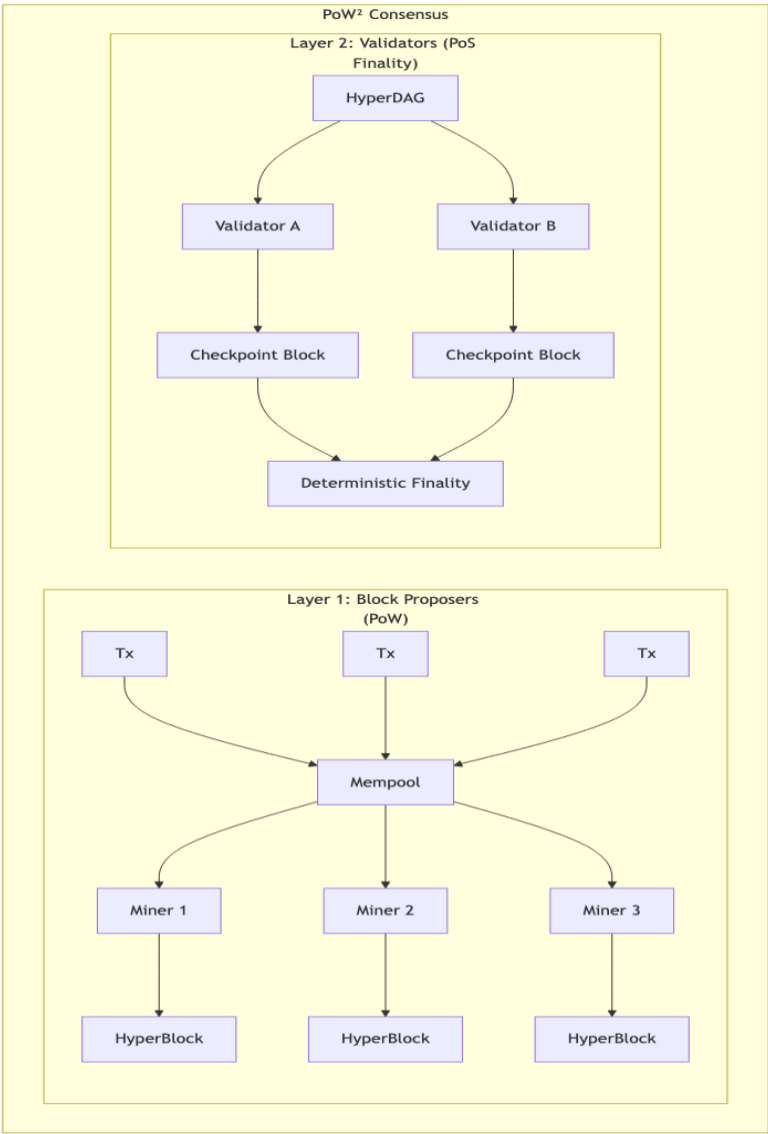 PoW² Consensus
Layer 2: Validators (PoS
Finality)
HyperDAG
Validator A
Validator B
Checkpoint Block
Checkpoint Block
Deterministic Finality
Layer 1: Block Proposers
(PoW)
Tx
Tx
Tx
Mempool
Miner 1
Miner 2
Miner 3
HyperBlock
HyperBlock
HyperBlock